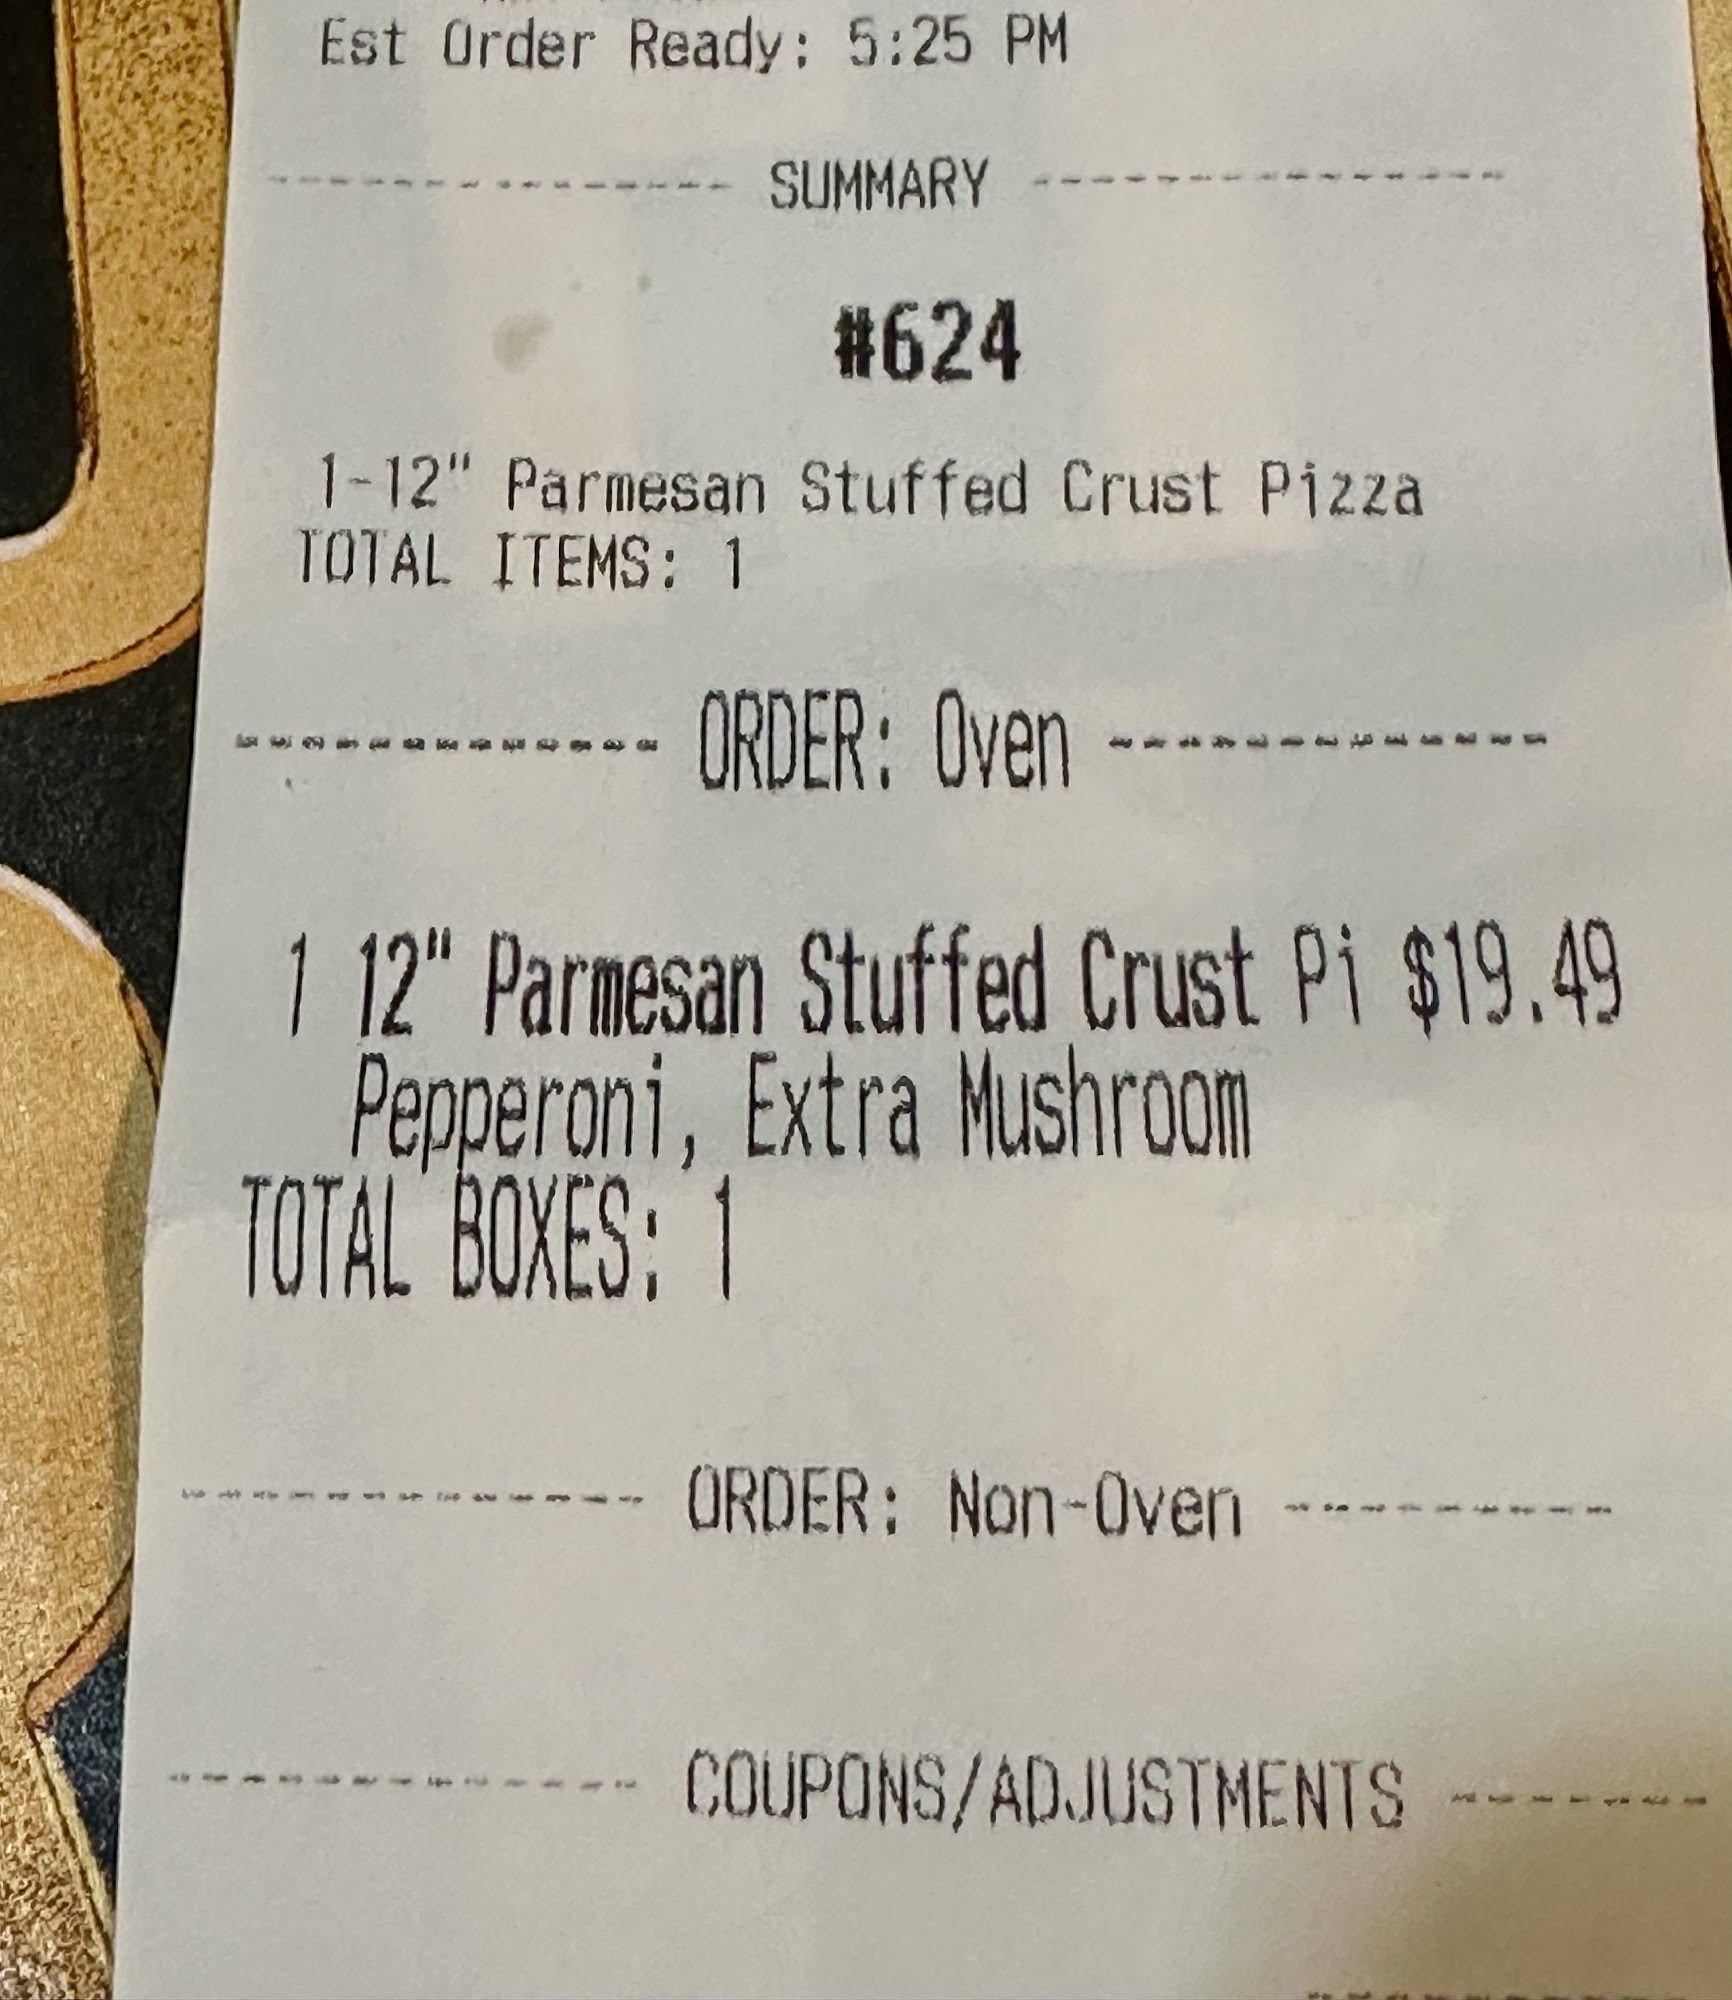 Est Order Ready: 5:25 PM
--------------- SUMMARY ---------------
#624
1-12" Parmesan Stuffed Crust Pizza
TOTAL ITEMS: 1
------------- ORDER: Oven -------------
1 12" Parmesan Stuffed Crust Pi $19.49
Pepperoni, Extra Mushroom
TOTAL BOXES: 1
------------- ORDER: Non-Oven ----------
------------- COUPONS/ADJUSTMENTS -------